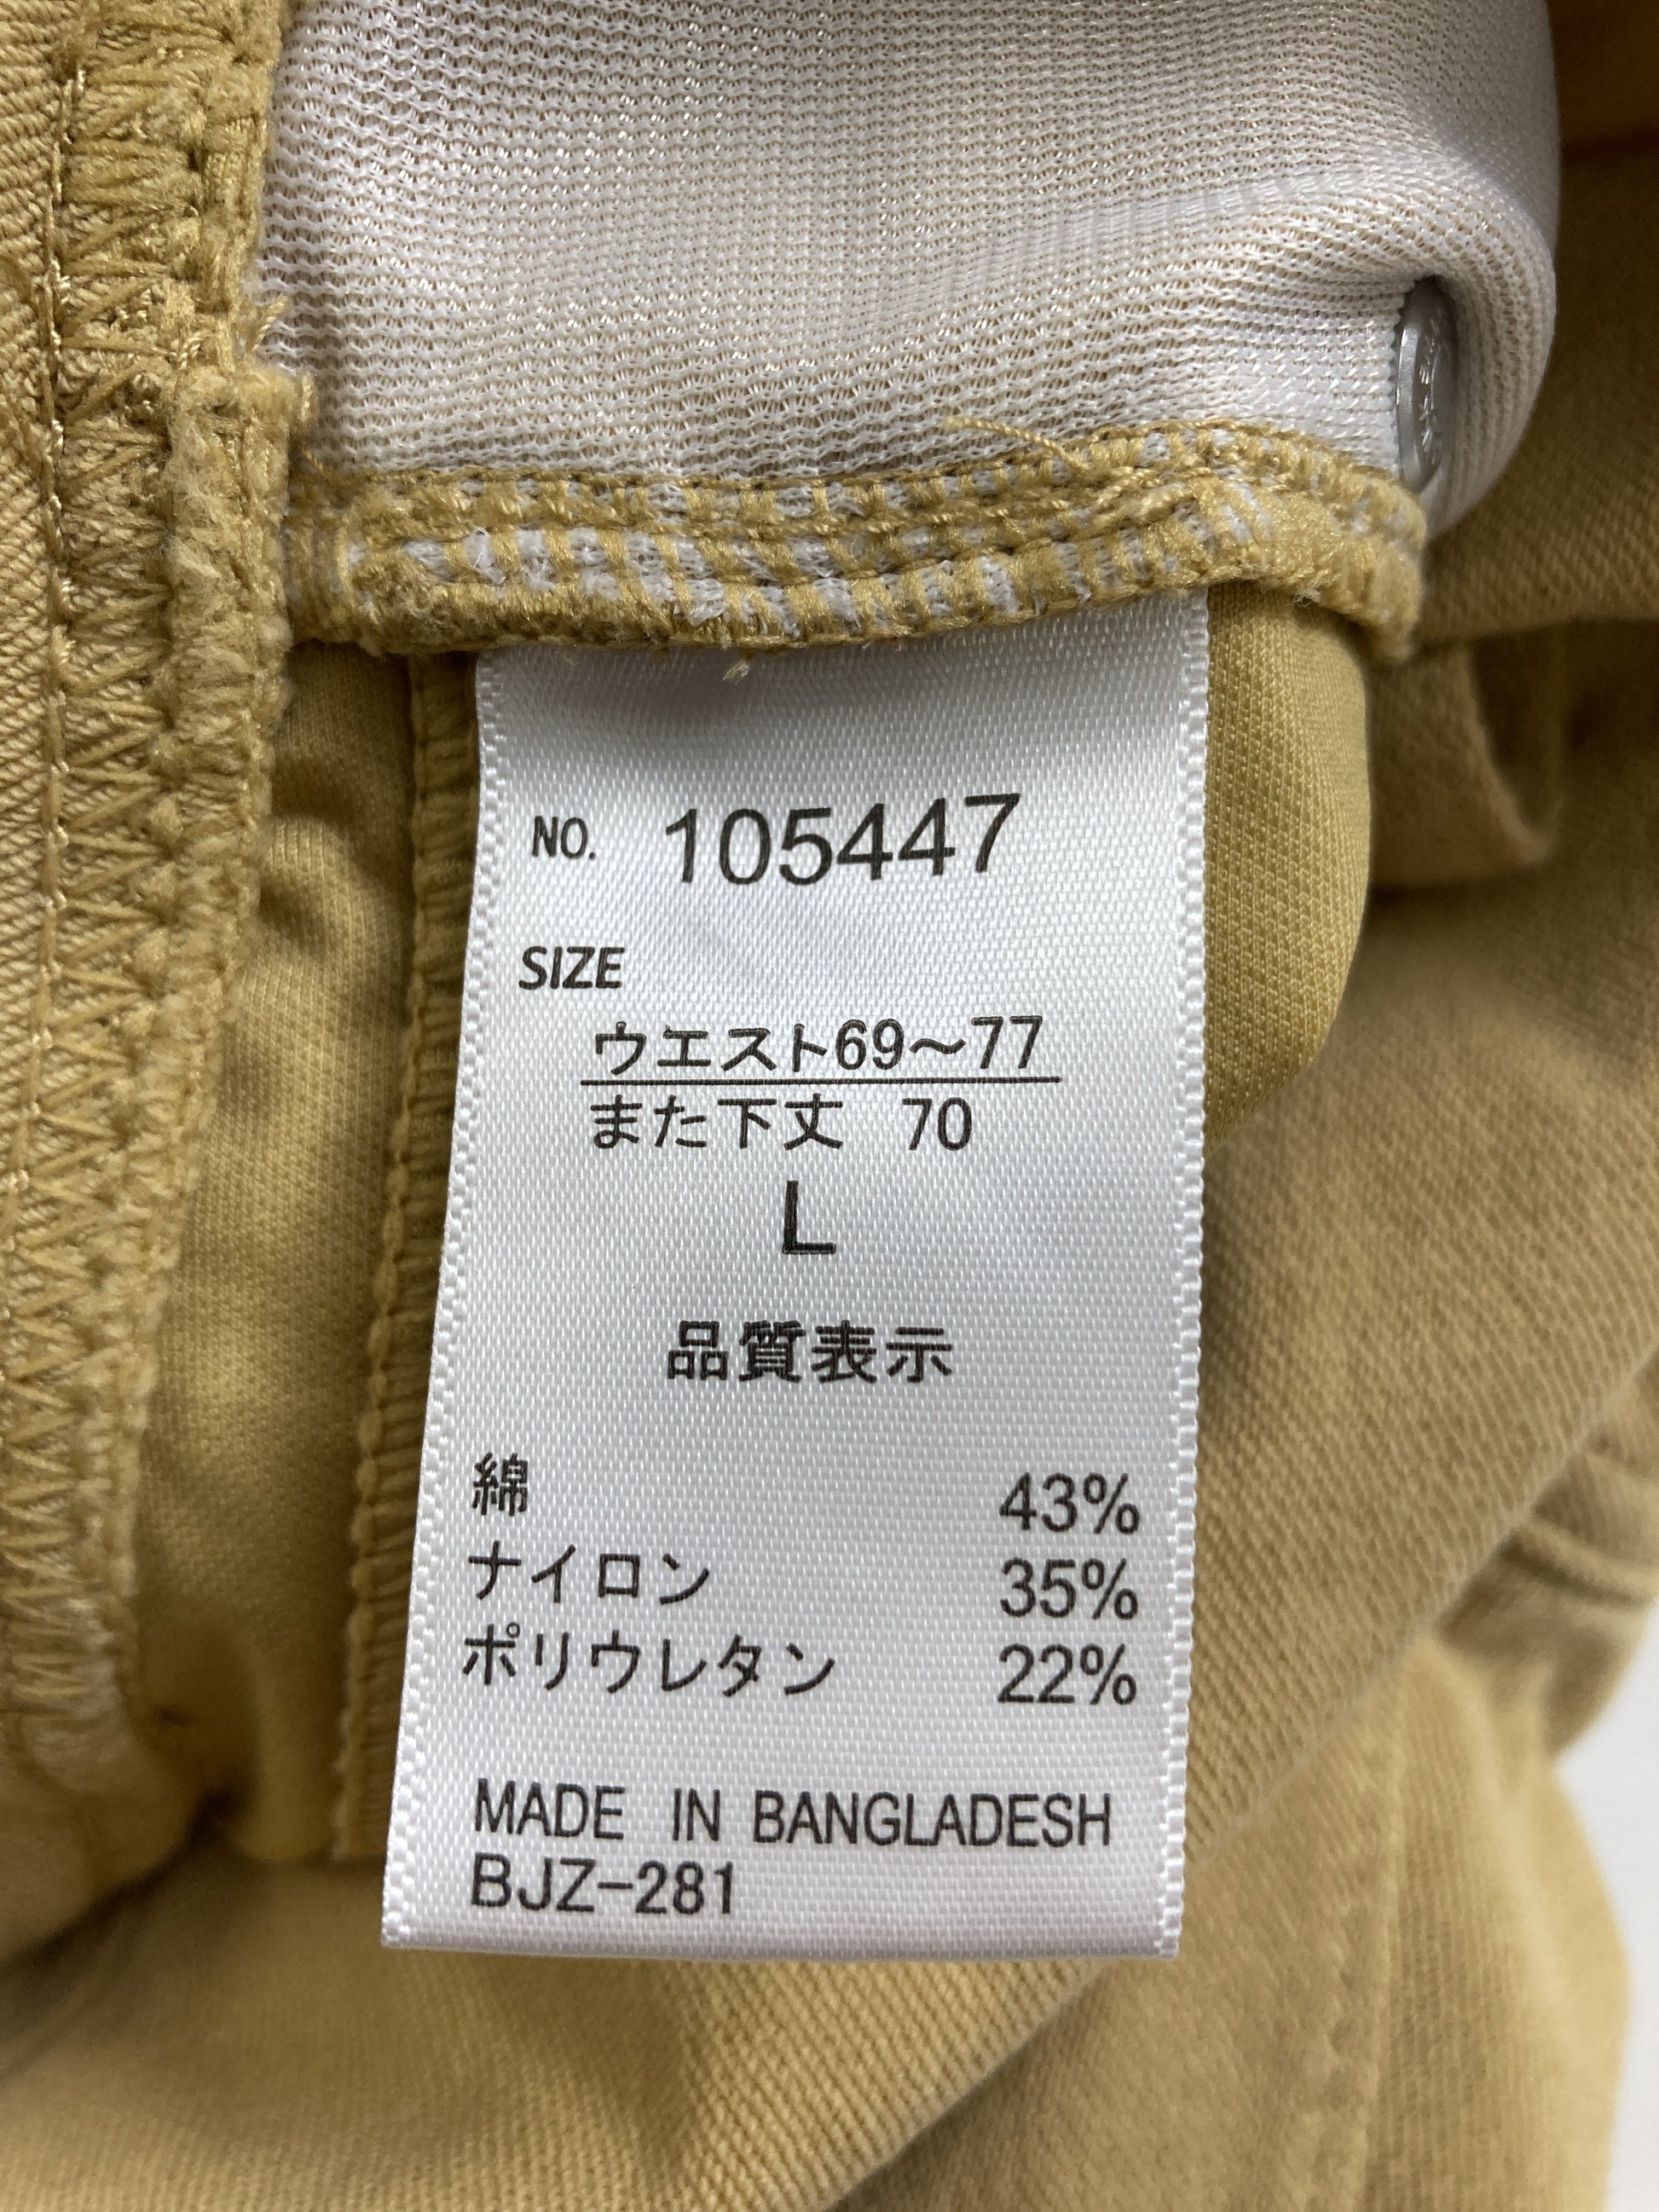 NO. 105447
SIZE
ウエスト69～77
また下丈 70
L
品質表示
綿 43%
ナイロン 35%
ポリウレタン 22%
MADE IN BANGLADESH
BJZ-281